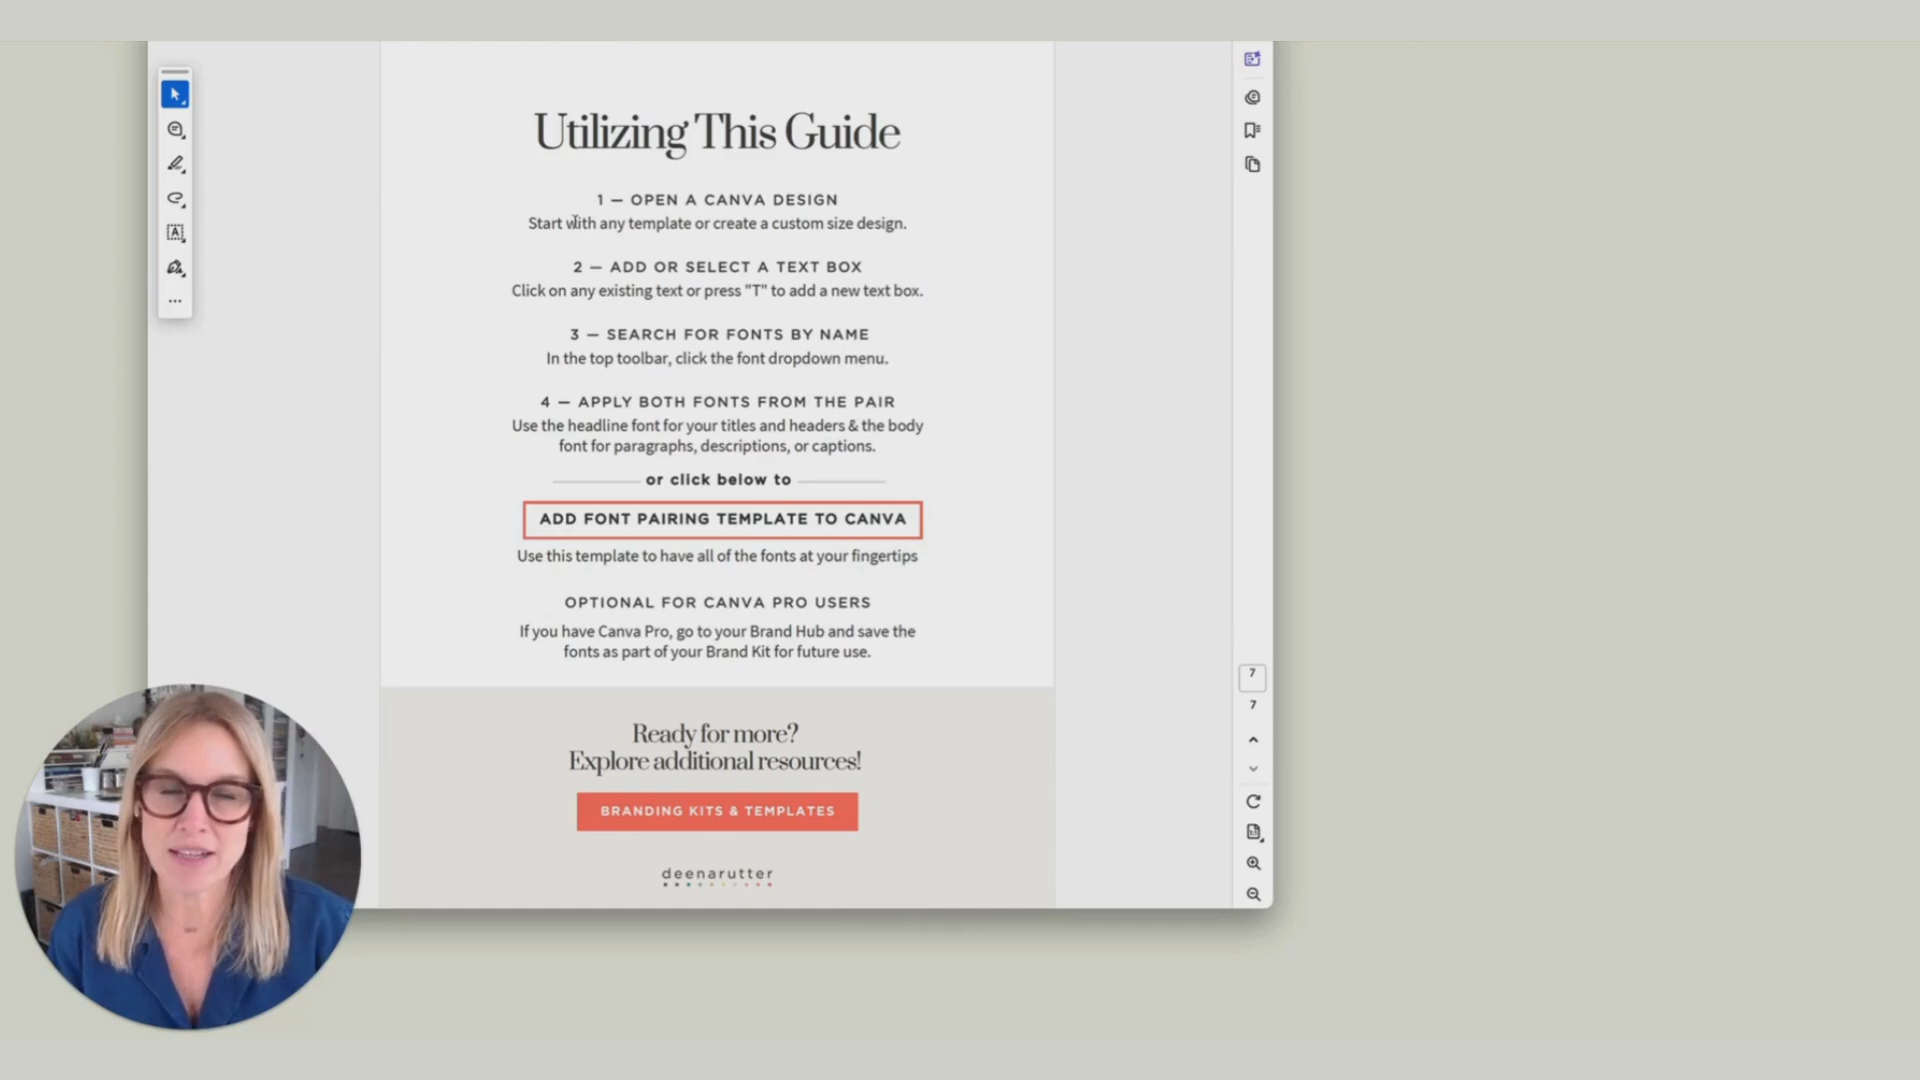 Utilizing This Guide
1 — OPEN A CANVA DESIGN
Start with any template or create a custom size design.
2 — ADD OR SELECT A TEXT BOX
Click on any existing text or press "T" to add a new text box.
3 — SEARCH FOR FONTS BY NAME
In the top toolbar, click the font dropdown menu.
4 — APPLY BOTH FONTS FROM THE PAIR
Use the headline font for your titles and headers & the body
font for paragraphs, descriptions, or captions.
or click below to
ADD FONT PAIRING TEMPLATE TO CANVA
Use this template to have all of the fonts at your fingertips
OPTIONAL FOR CANVA PRO USERS
If you have Canva Pro, go to your Brand Hub and save the
fonts as part of your Brand Kit for future use.
7
7
Ready for more?
Explore additional resources!
BRANDING KITS & TEMPLATES
deenarutter